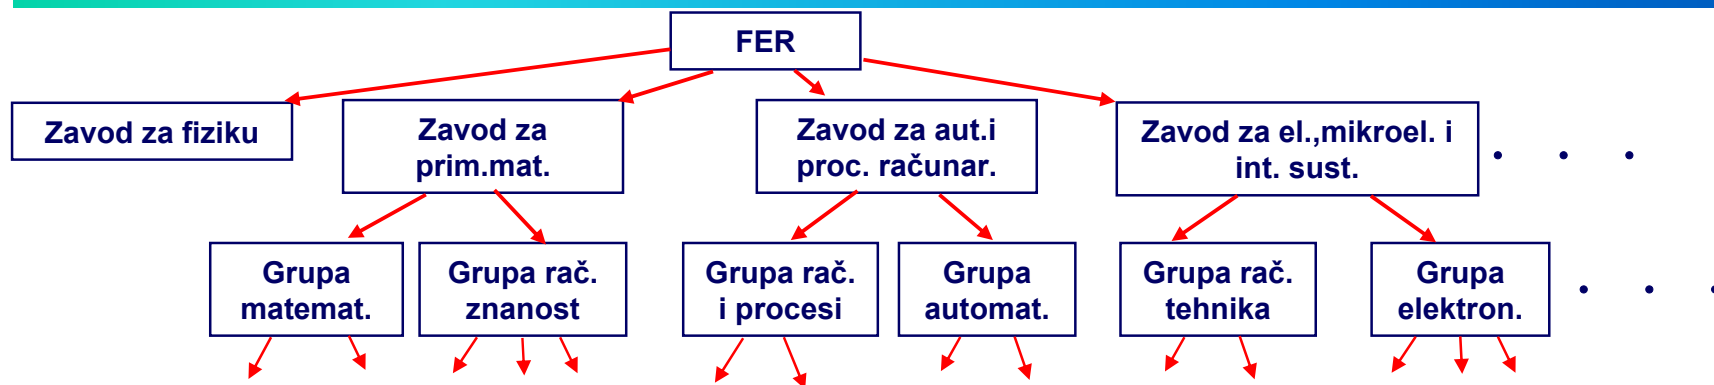 FER
Zavod za fiziku
Zavod za
prim.mat.
Zavod za aut.i
proc. računar.
Zavod za el.,mikroel. i
int. sust.
Grupa
matemat.
Grupa rač.
znanost
Grupa rač.
i procesi
Grupa
automat.
Grupa rač.
tehnika
Grupa
elektron.